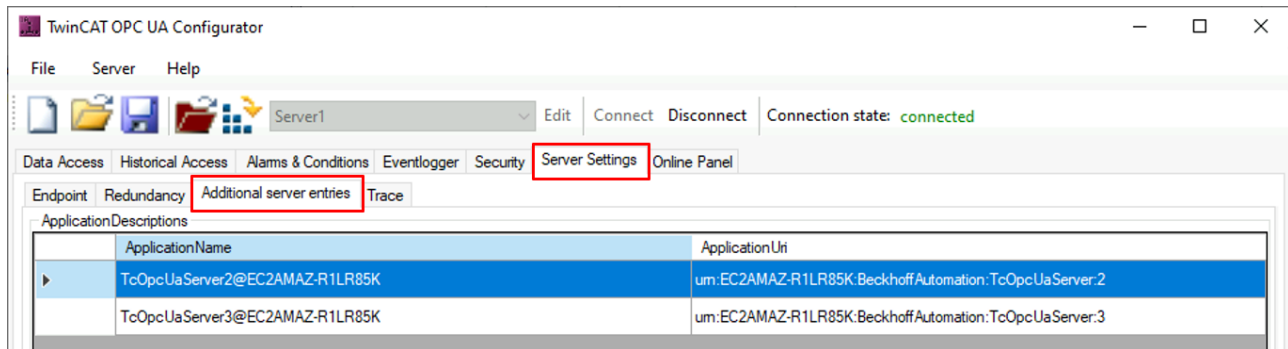 TwinCAT OPC UA Configurator
File Server Help
Server1 Edit Connect Disconnect Connection state: connected
Data Access Historical Access Alarms & Conditions Eventlogger Security Server Settings Online Panel
Endpoint Redundancy Additional server entries Trace
ApplicationDescriptions
ApplicationName ApplicationUri
TcOpcUaServer2@EC2AMAZ-R1LR85K urn:EC2AMAZ-R1LR85K:BeckhoffAutomation:TcOpcUaServer:2
TcOpcUaServer3@EC2AMAZ-R1LR85K urn:EC2AMAZ-R1LR85K:BeckhoffAutomation:TcOpcUaServer:3